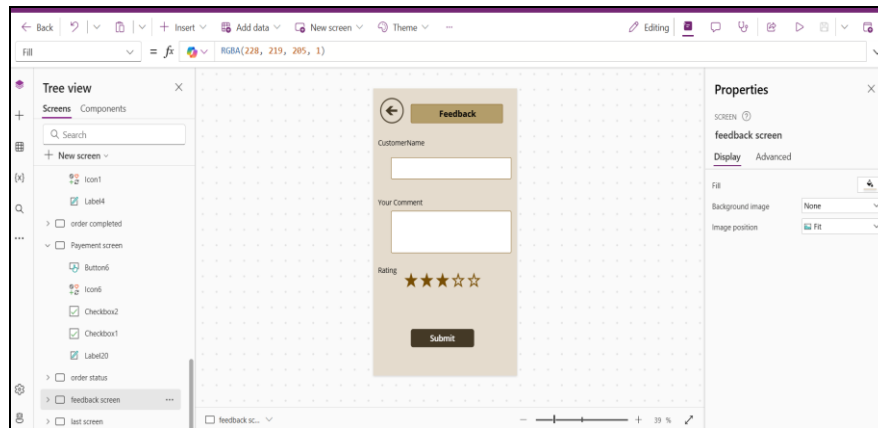 Back
Insert
Add data
New screen
Theme
Editing
Fill
= fx
RGBA(228, 219, 205, 1)
Tree view
Screens Components
Search
New screen
Icon1
Label4
order completed
Payement screen
Button6
Icon6
Checkbox2
Checkbox1
Label20
order status
feedback screen
last screen
Feedback
CustomerName
Your Comment
Rating
Submit
feedback sc...
39 %
Properties
SCREEN
feedback screen
Display Advanced
Fill
Background image None
Image position Fit